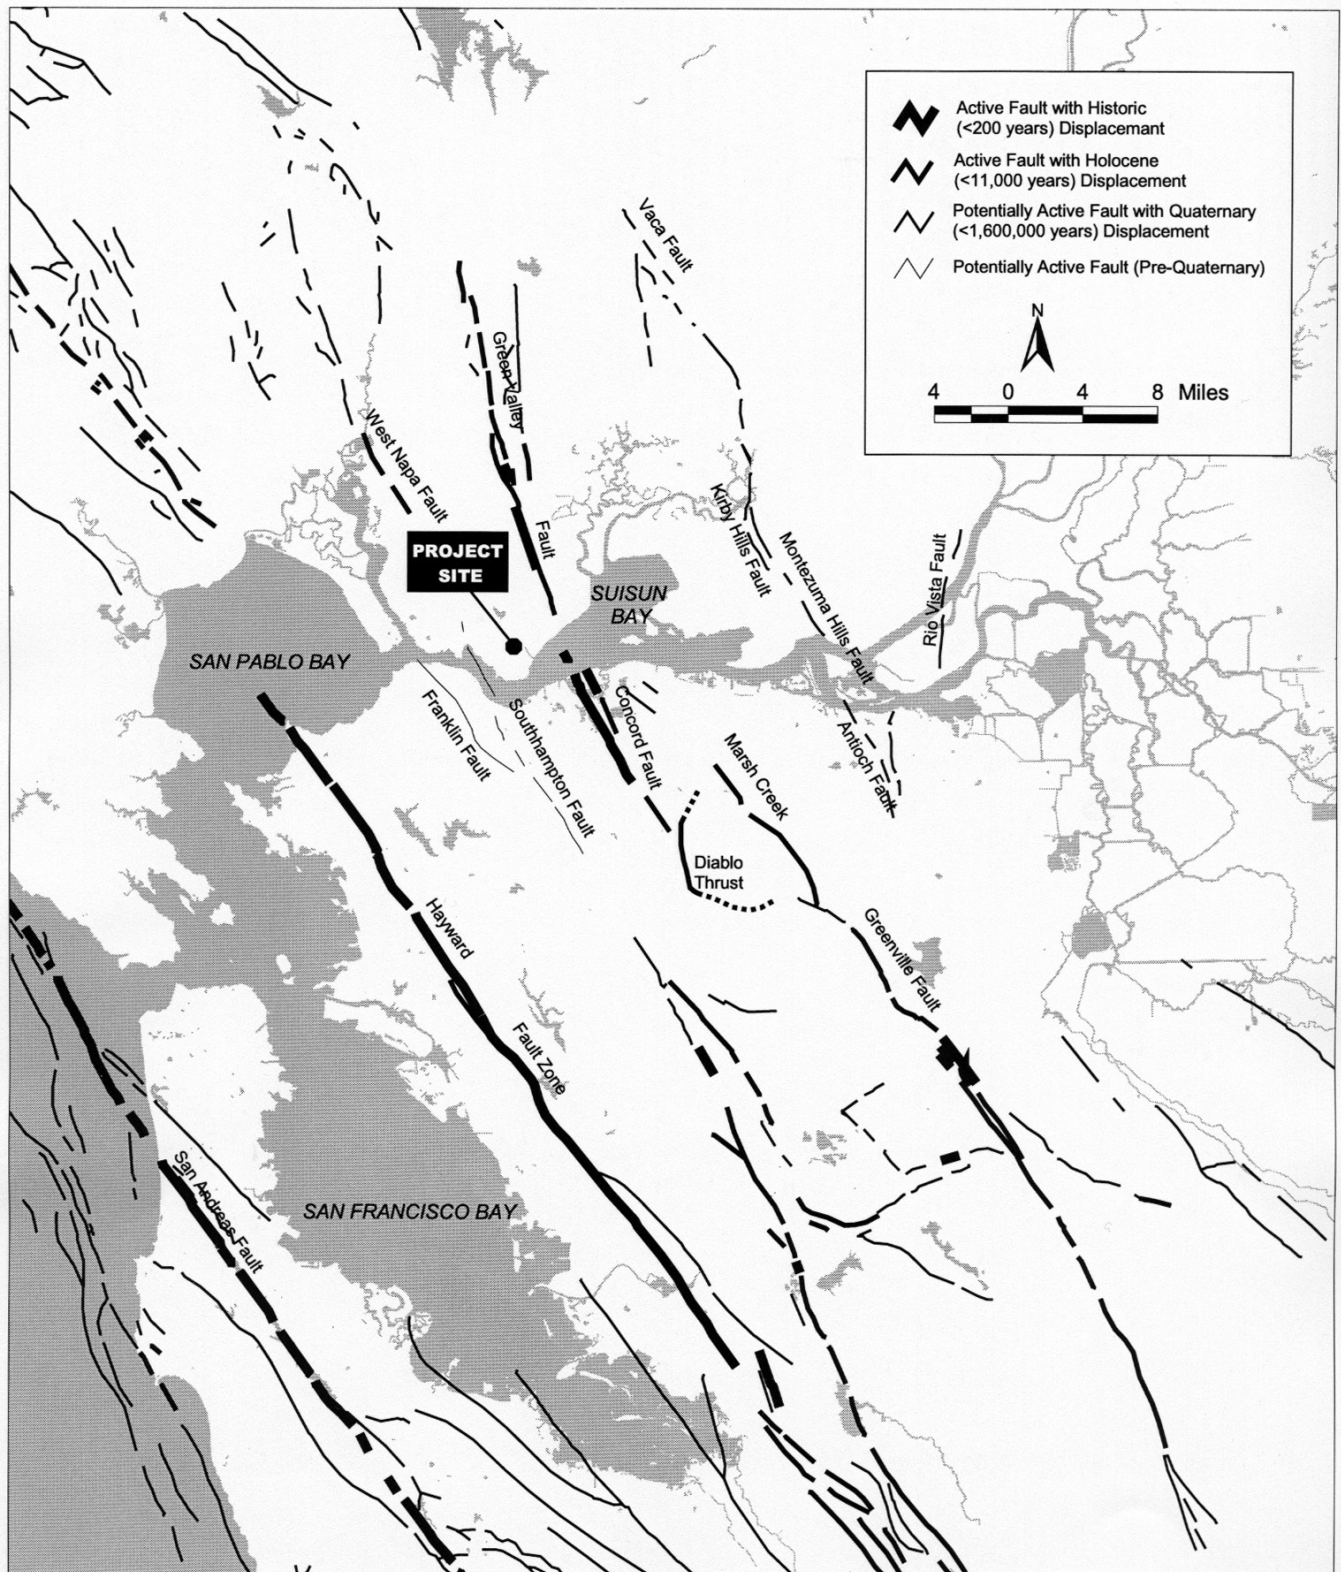 Active Fault with Historic
(<200 years) Displacemant
Active Fault with Holocene
(<11,000 years) Displacement
Potentially Active Fault with Quaternary
(<1,600,000 years) Displacement
Potentially Active Fault (Pre-Quaternary)
N
4 0 4 8 Miles
Vaca Fault
Green Valley
Fault
West Napa Fault
PROJECT
SITE
Kirby Hills Fault
Montezuma Hills Fault
Rio Vista Fault
SUISUN
BAY
SAN PABLO BAY
Franklin Fault
Southhampton Fault
Concord Fault
Marsh Creek
Antioch Fault
Diablo
Thrust
Greenville Fault
Hayward
Fault Zone
San Andreas Fault
SAN FRANCISCO BAY